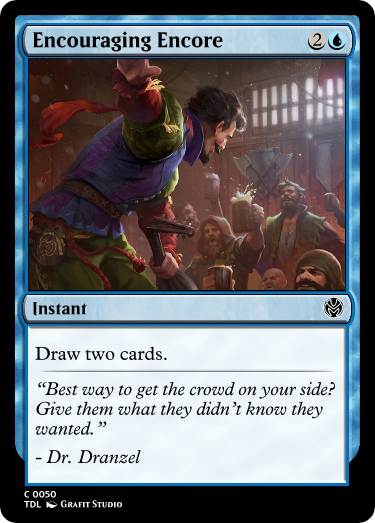 Encouraging Encore 2
Instant
Draw two cards.
“Best way to get the crowd on your side?
Give them what they didn’t know they
wanted.”
- Dr. Dranzel
C 0050
TDL Grafit Studio